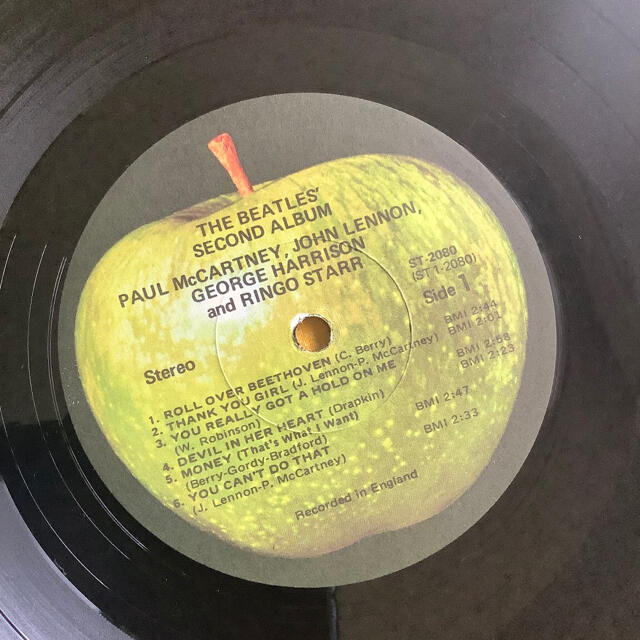 THE BEATLES'
SECOND ALBUM
PAUL McCARTNEY, JOHN LENNON,
GEORGE HARRISON
and RINGO STARR
ST-2080
(ST 1-2080)
Stereo
Side 1
1. ROLL OVER BEETHOVEN (C. Berry) BMI 2:44
2. THANK YOU GIRL (J. Lennon-P. McCartney) BMI 2:01
3. YOU REALLY GOT A HOLD ON ME
(W. Robinson) BMI 2:58
4. DEVIL IN HER HEART (Drapkin) BMI 2:23
5. MONEY (That's What I Want)
(Berry-Gordy-Bradford) BMI 2:47
6. YOU CAN'T DO THAT
(J. Lennon-P. McCartney) BMI 2:33
Recorded in England